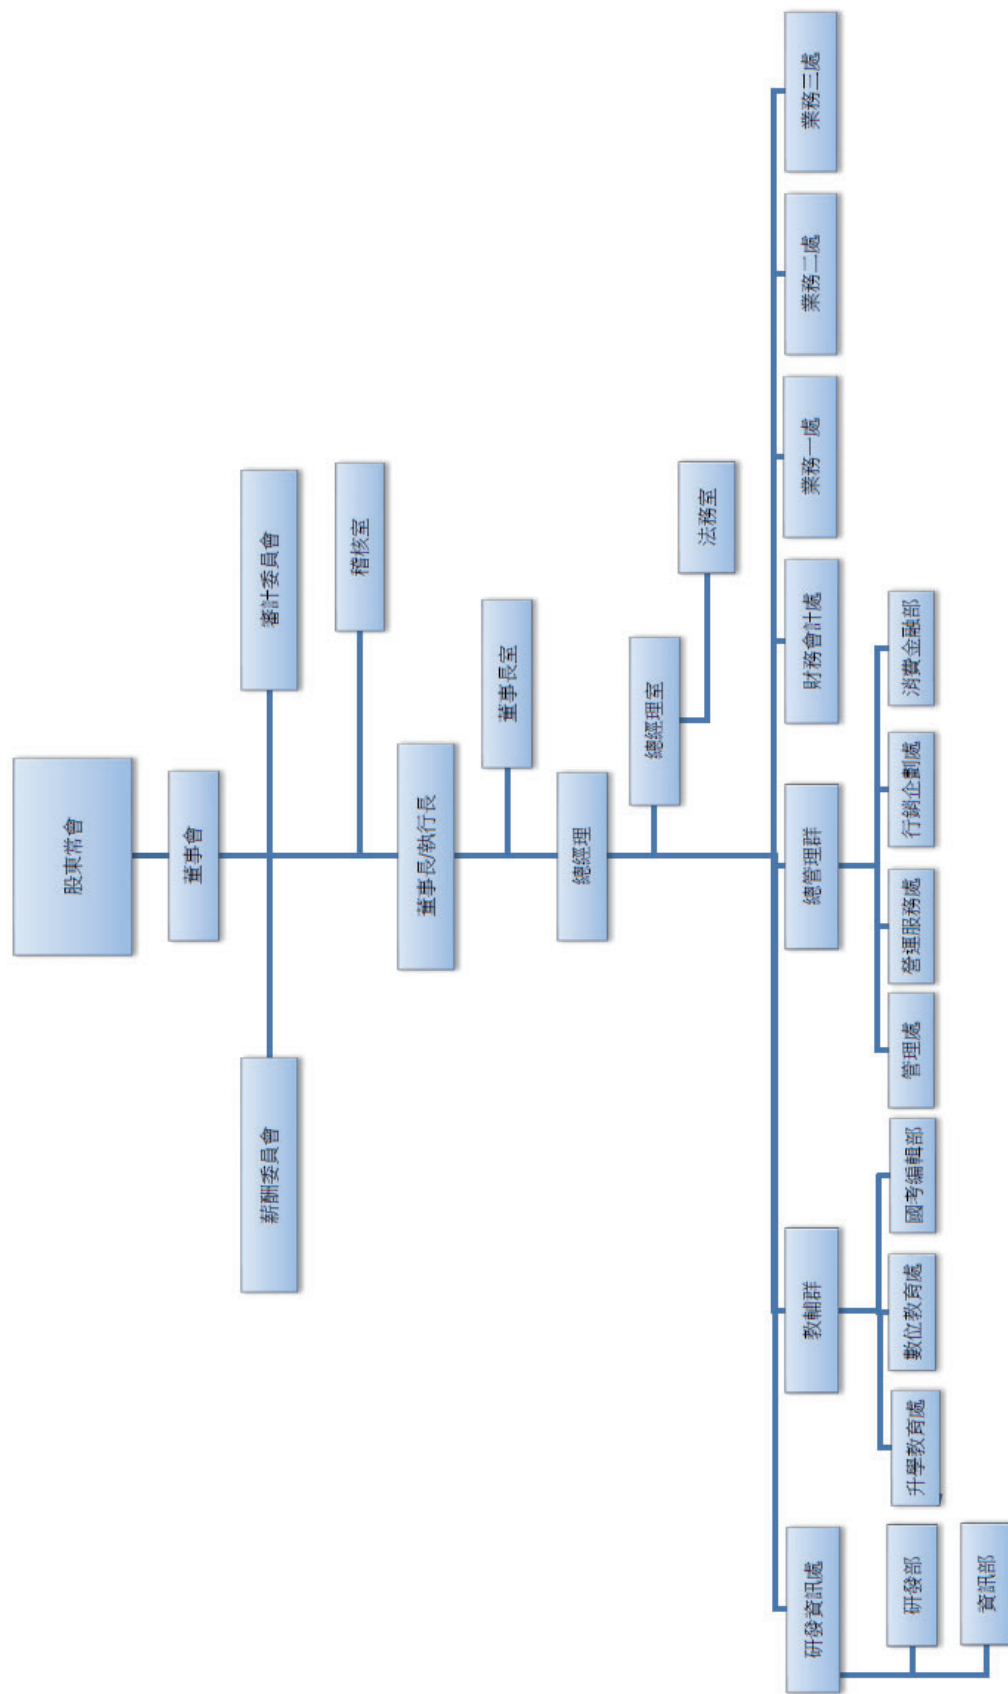 股東常會
董事會
薪酬委員會
審計委員會
稽核室
董事長/執行長
董事長室
總經理
總經理室
法務室
研發資訊處
教輔群
總管理群
財務會計處
業務一處
業務二處
業務三處
研發部
資訊部
升學教育處
數位教育處
國考編輯部
管理處
營運服務處
行銷企劃處
消費金融部